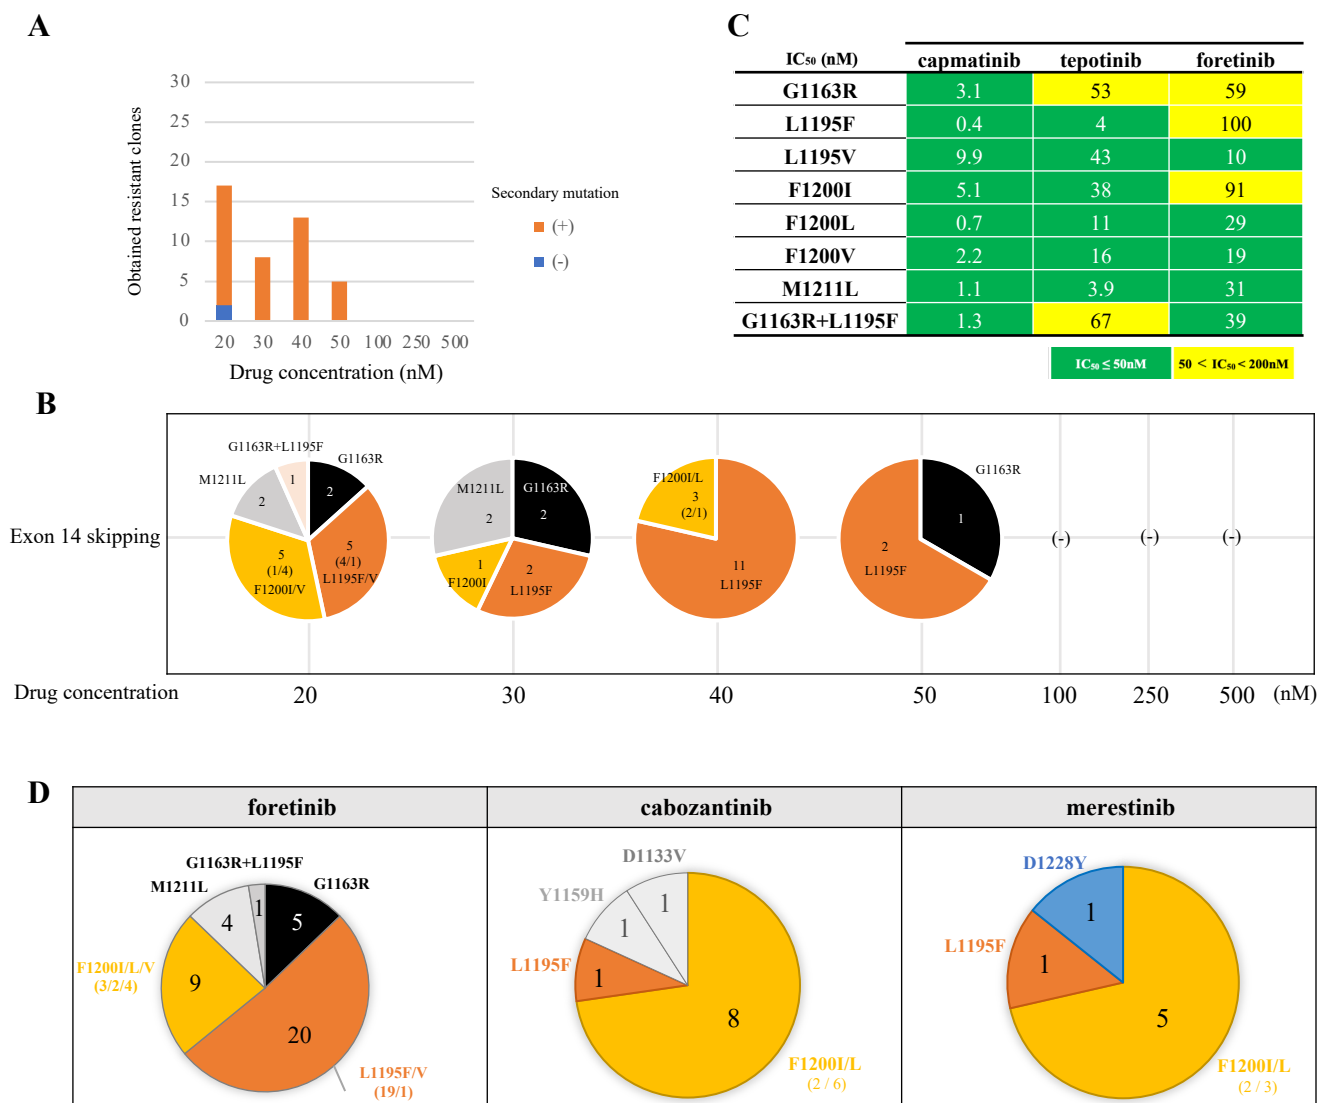 A
30
25
20
15
10
5
0
Obtained resistant clones
20 30 40 50 100 250 500
Drug concentration (nM)
Secondary mutation
(+)
(-)
C
IC₅₀ (nM) capmatinib tepotinib foretinib
G1163R 3.1 53 59
L1195F 0.4 4 100
L1195V 9.9 43 10
F1200I 5.1 38 91
F1200L 0.7 11 29
F1200V 2.2 16 19
M1211L 1.1 3.9 31
G1163R+L1195F 1.3 67 39
IC₅₀ ≤ 50nM 50 < IC₅₀ < 200nM
B
Exon 14 skipping
G1163R+L1195F
G1163R
M1211L
1
2
2
5
(1/4)
F1200I/V
5
(4/1)
L1195F/V
M1211L
2
G1163R
2
1
F1200I
2
L1195F
F1200I/L
3
(2/1)
11
L1195F
G1163R
1
2
L1195F
(-) (-) (-)
Drug concentration 20 30 40 50 100 250 500 (nM)
D
foretinib cabozantinib merestinib
G1163R+L1195F
M1211L
G1163R
1
4
5
F1200I/L/V
(3/2/4)
9
20
L1195F/V
(19/1)
D1133V
Y1159H
1
1
L1195F
1
8
F1200I/L
(2 / 6)
D1228Y
1
L1195F
1
5
F1200I/L
(2 / 3)